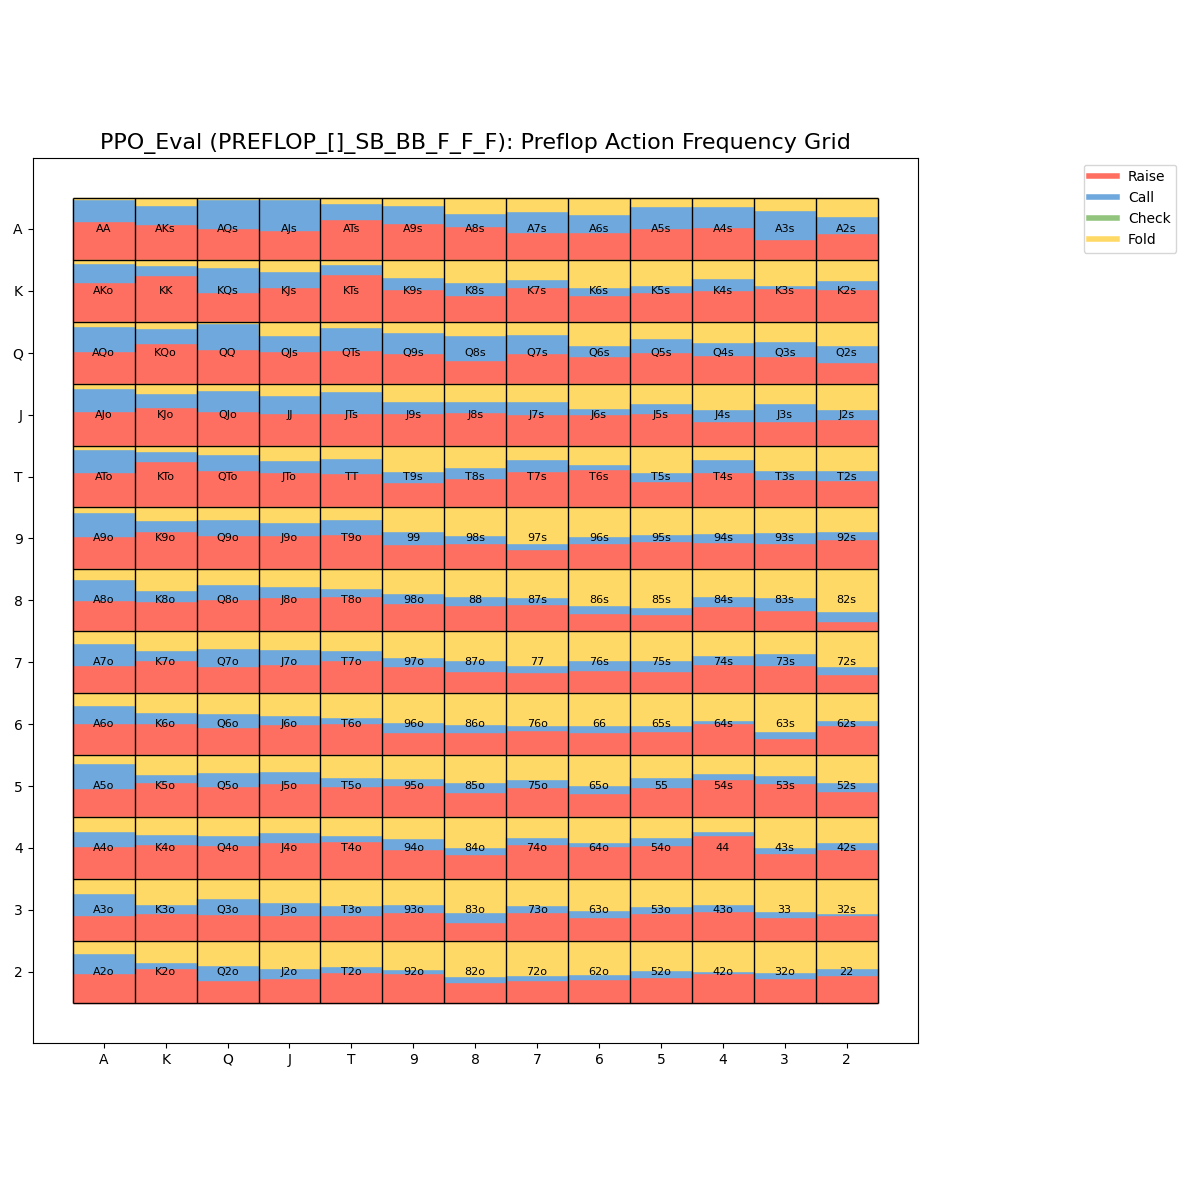 PPO_Eval (PREFLOP_[]_SB_BB_F_F_F): Preflop Action Frequency Grid
Raise
Call
Check
Fold
A AA AKs AQs AJs ATs A9s A8s A7s A6s A5s A4s A3s A2s
K AKo KK KQs KJs KTs K9s K8s K7s K6s K5s K4s K3s K2s
Q AQo KQo QQ QJs QTs Q9s Q8s Q7s Q6s Q5s Q4s Q3s Q2s
J AJo KJo QJo JJ JTs J9s J8s J7s J6s J5s J4s J3s J2s
T ATo KTo QTo JTo TT T9s T8s T7s T6s T5s T4s T3s T2s
9 A9o K9o Q9o J9o T9o 99 98s 97s 96s 95s 94s 93s 92s
8 A8o K8o Q8o J8o T8o 98o 88 87s 86s 85s 84s 83s 82s
7 A7o K7o Q7o J7o T7o 97o 87o 77 76s 75s 74s 73s 72s
6 A6o K6o Q6o J6o T6o 96o 86o 76o 66 65s 64s 63s 62s
5 A5o K5o Q5o J5o T5o 95o 85o 75o 65o 55 54s 53s 52s
4 A4o K4o Q4o J4o T4o 94o 84o 74o 64o 54o 44 43s 42s
3 A3o K3o Q3o J3o T3o 93o 83o 73o 63o 53o 43o 33 32s
2 A2o K2o Q2o J2o T2o 92o 82o 72o 62o 52o 42o 32o 22
A K Q J T 9 8 7 6 5 4 3 2